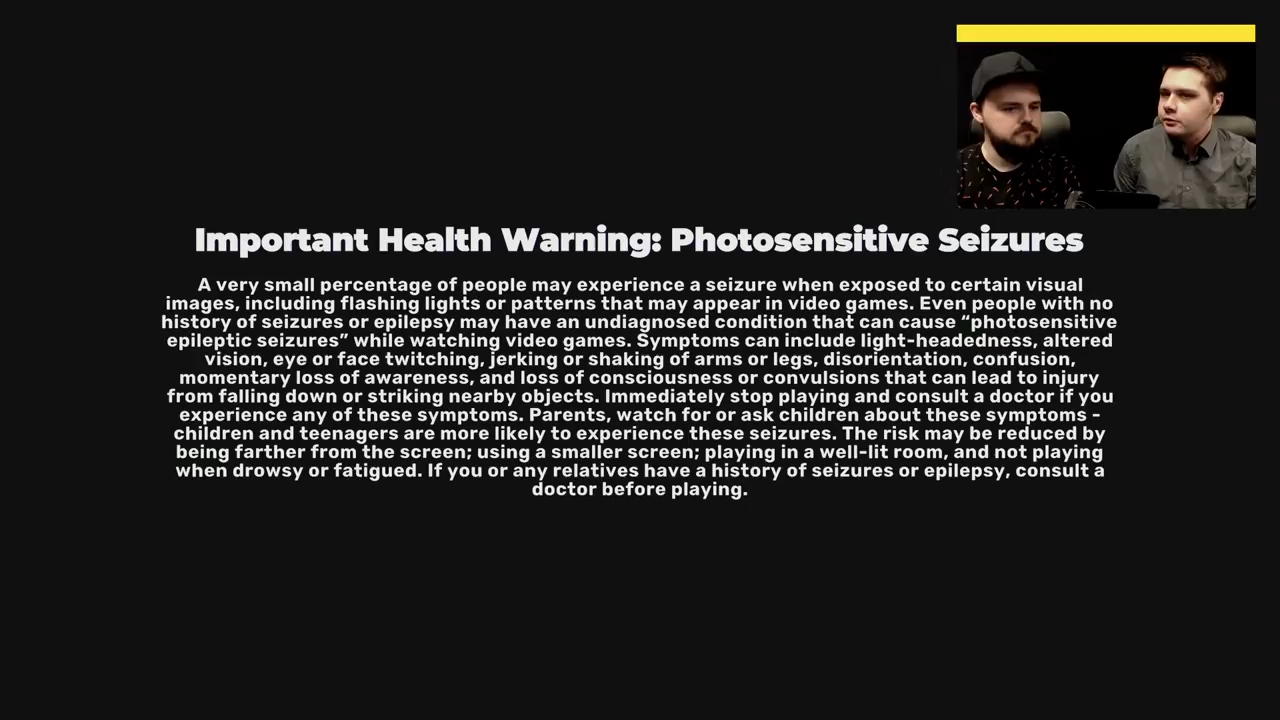 Important Health Warning: Photosensitive Seizures
A very small percentage of people may experience a seizure when exposed to certain visual
images, including flashing lights or patterns that may appear in video games. Even people with no
history of seizures or epilepsy may have an undiagnosed condition that can cause “photosensitive
epileptic seizures” while watching video games. Symptoms can include light-headedness, altered
vision, eye or face twitching, jerking or shaking of arms or legs, disorientation, confusion,
momentary loss of awareness, and loss of consciousness or convulsions that can lead to injury
from falling down or striking nearby objects. Immediately stop playing and consult a doctor if you
experience any of these symptoms. Parents, watch for or ask children about these symptoms -
children and teenagers are more likely to experience these seizures. The risk may be reduced by
being farther from the screen; using a smaller screen; playing in a well-lit room, and not playing
when drowsy or fatigued. If you or any relatives have a history of seizures or epilepsy, consult a
doctor before playing.